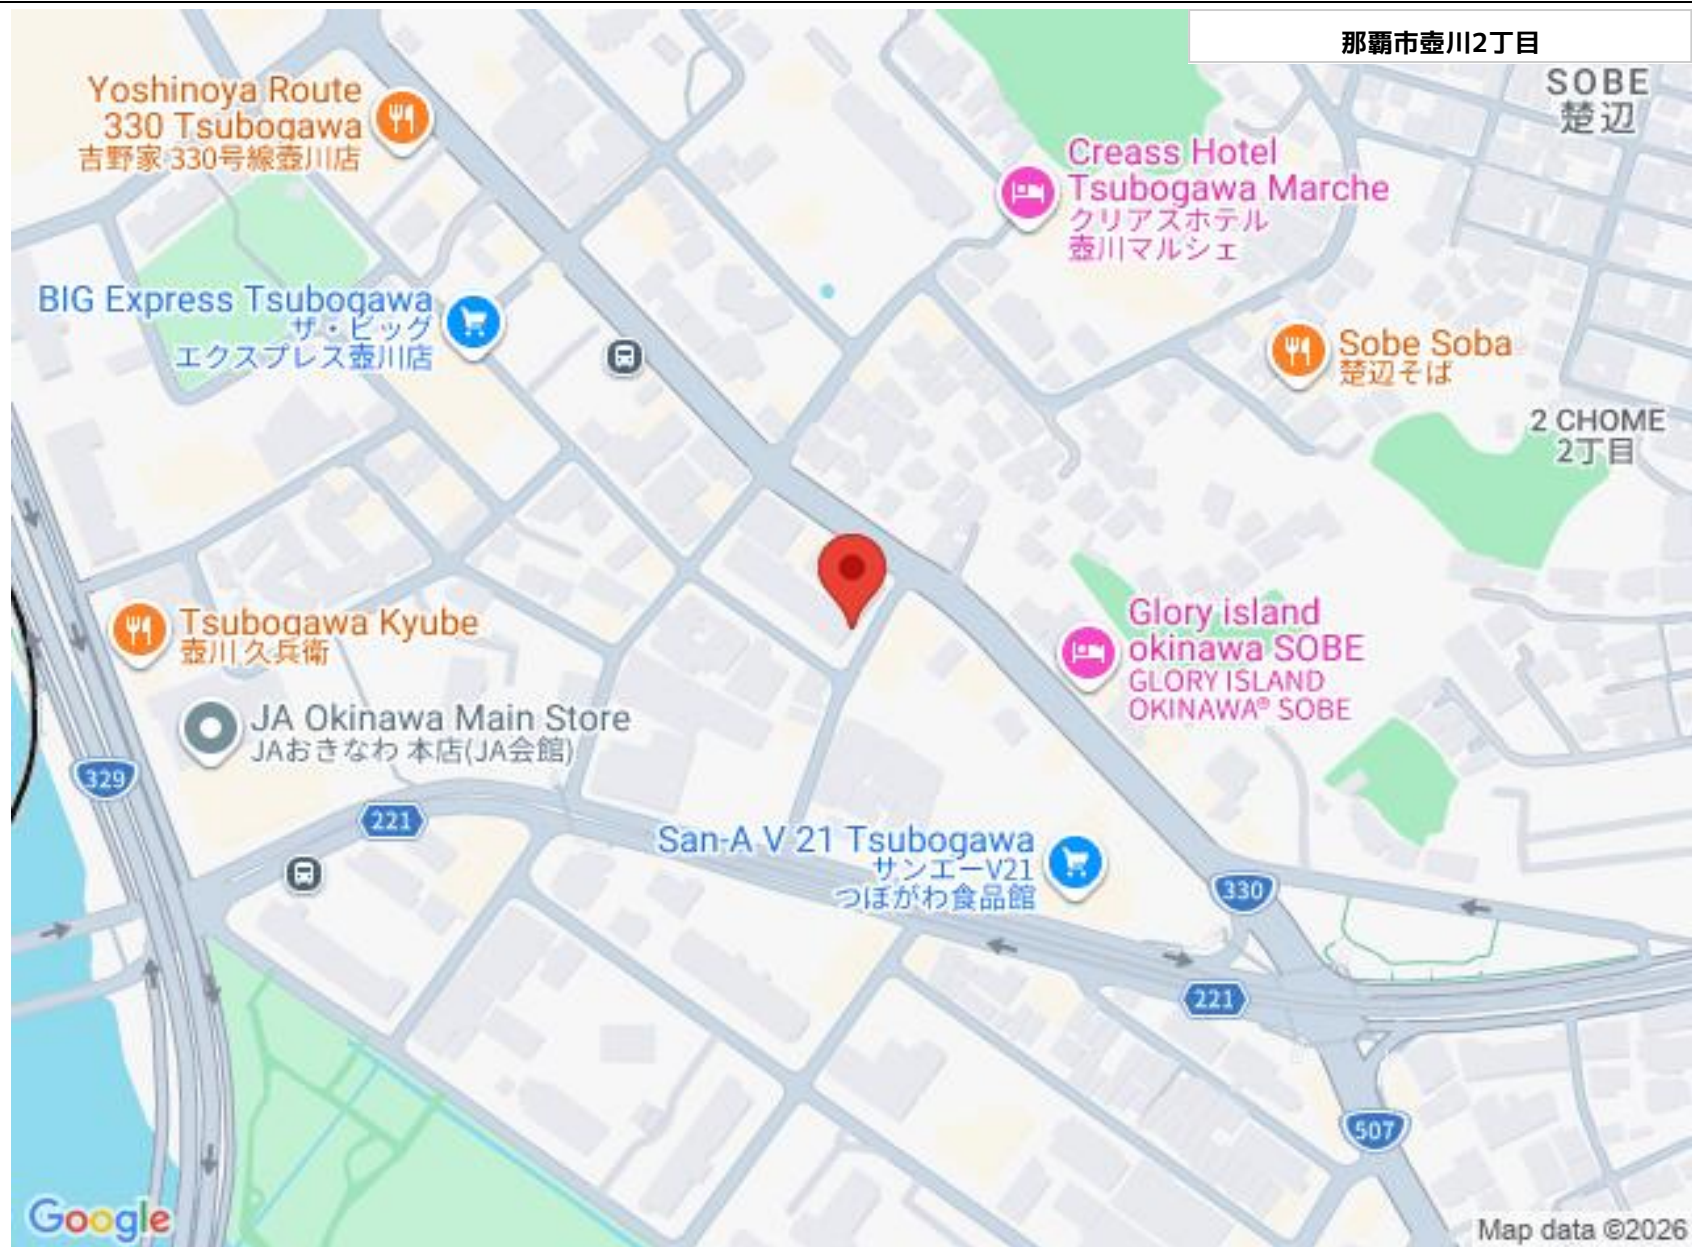 那覇市壺川2丁目
SOBE
楚辺
Yoshinoya Route
330 Tsubogawa
吉野家 330号線壺川店
Creass Hotel
Tsubogawa Marche
クリアスホテル
壺川マルシェ
BIG Express Tsubogawa
ザ・ビッグ
エクスプレス壺川店
Sobe Soba
楚辺そば
2 CHOME
2丁目
Tsubogawa Kyube
壺川 久兵衛
Glory island
okinawa SOBE
GLORY ISLAND
OKINAWA® SOBE
JA Okinawa Main Store
JAおきなわ 本店(JA会館)
329
221
San-A V 21 Tsubogawa
サンエーV21
つぼがわ食品館
330
221
507
Google
Map data ©2026